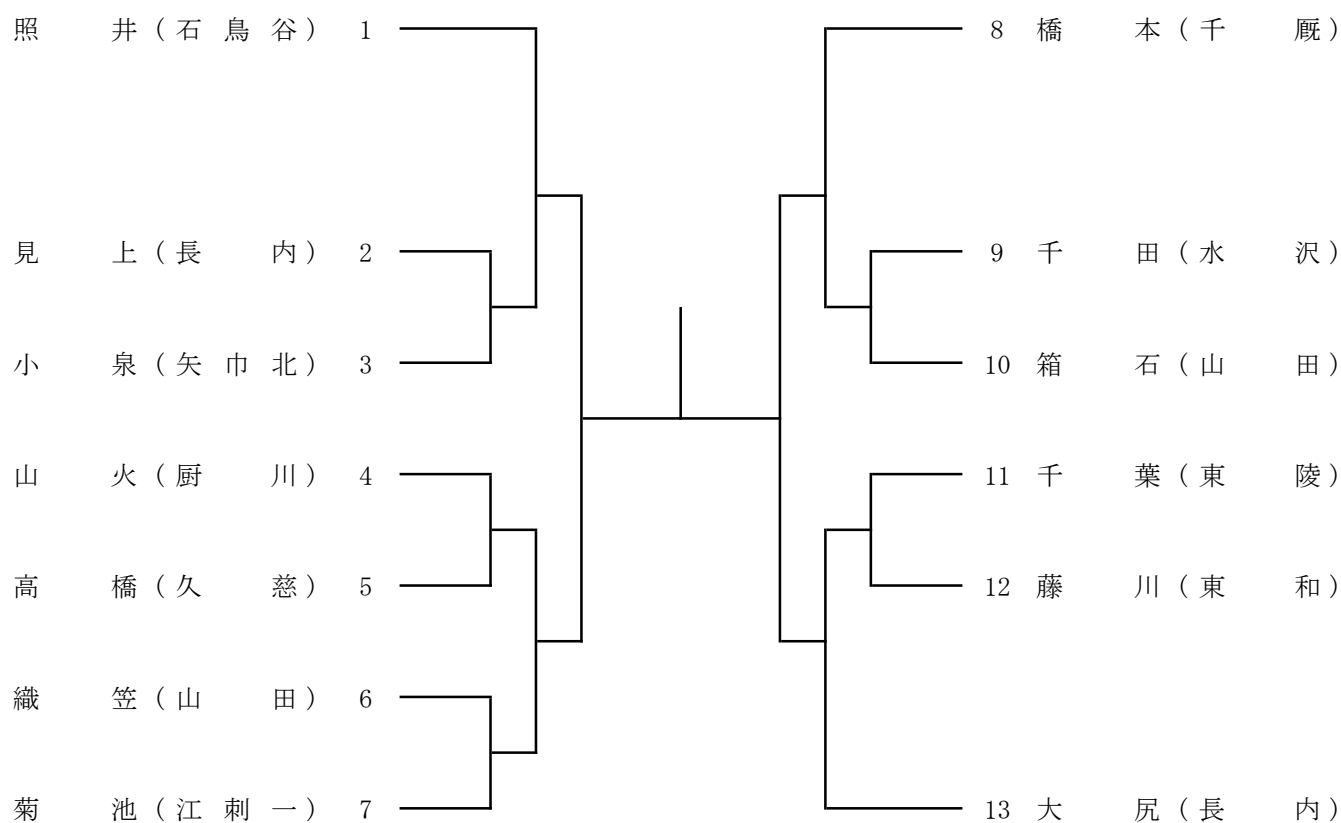 照井(石鳥谷) 1
見上(長内) 2
小泉(矢巾北) 3
山火(厨川) 4
高橋(久慈) 5
織笠(山田) 6
菊池(江刺一) 7
8 橋本(千厩)
9 千田(水沢)
10 箱石(山田)
11 千葉(東陵)
12 藤川(東和)
13 大尻(長内)